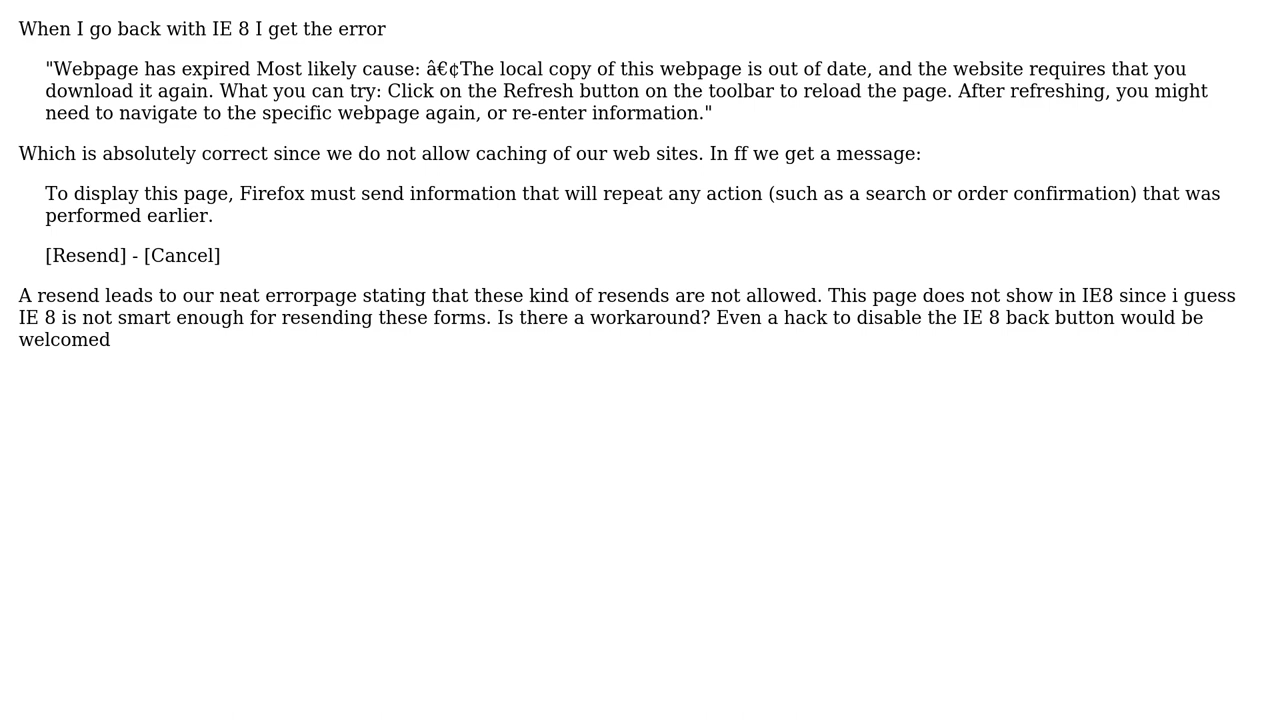 When I go back with IE 8 I get the error
"Webpage has expired Most likely cause: â€¢The local copy of this webpage is out of date, and the website requires that you
download it again. What you can try: Click on the Refresh button on the toolbar to reload the page. After refreshing, you might
need to navigate to the specific webpage again, or re-enter information."
Which is absolutely correct since we do not allow caching of our web sites. In ff we get a message:
To display this page, Firefox must send information that will repeat any action (such as a search or order confirmation) that was
performed earlier.
[Resend] - [Cancel]
A resend leads to our neat errorpage stating that these kind of resends are not allowed. This page does not show in IE8 since i guess
IE 8 is not smart enough for resending these forms. Is there a workaround? Even a hack to disable the IE 8 back button would be
welcomed